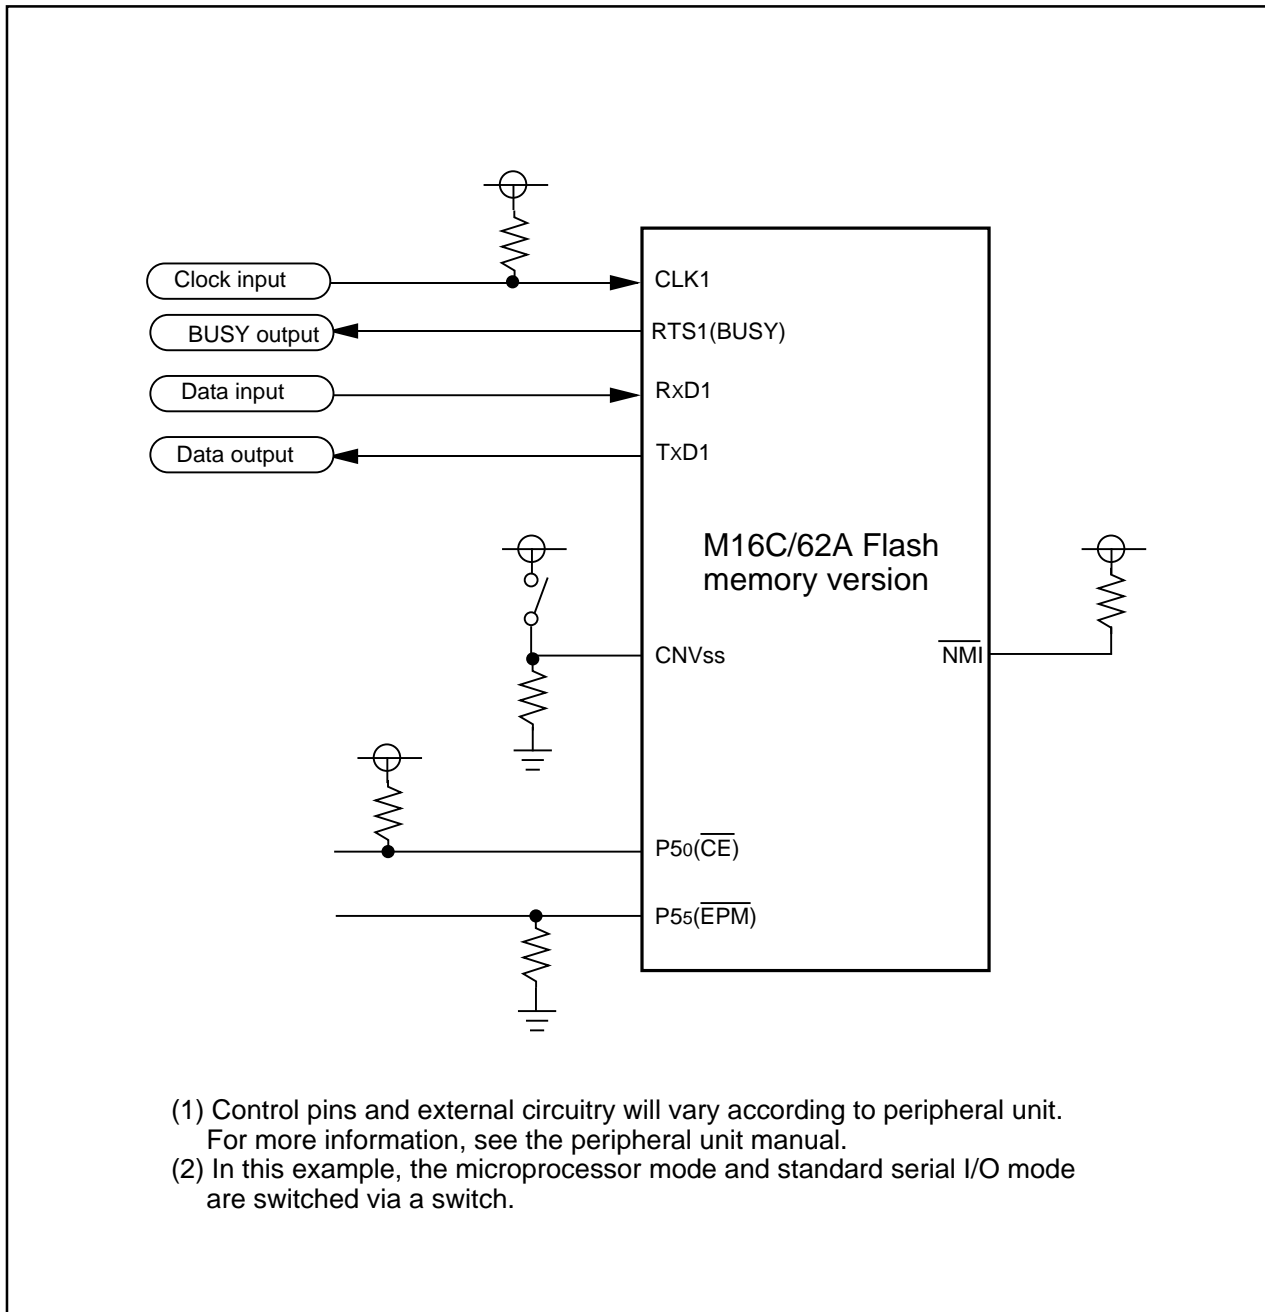 Clock input
CLK1
BUSY output
RTS1(BUSY)
Data input
RxD1
Data output
TxD1
M16C/62A Flash
memory version
CNVss
NMI
P50(CE)
P55(EPM)
(1) Control pins and external circuitry will vary according to peripheral unit.
For more information, see the peripheral unit manual.
(2) In this example, the microprocessor mode and standard serial I/O mode
are switched via a switch.